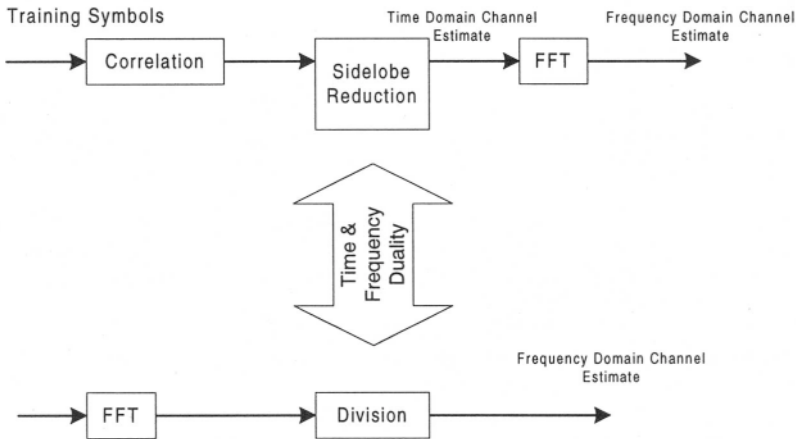 Training Symbols
Time Domain Channel
Estimate
Frequency Domain Channel
Estimate
Correlation
Sidelobe
Reduction
FFT
Time &
Frequency
Duality
Frequency Domain Channel
Estimate
FFT
Division